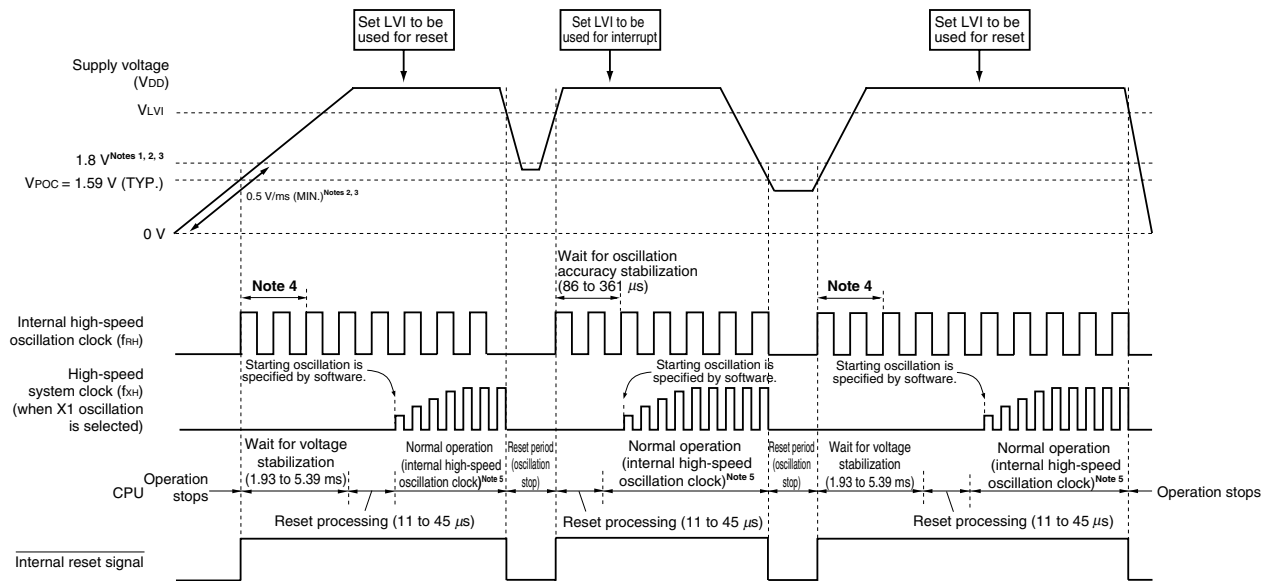 Set LVI to be
used for reset
Set LVI to be
used for interrupt
Set LVI to be
used for reset
Supply voltage
(VDD)
VLVI
1.8 V Notes 1, 2, 3
VPOC = 1.59 V (TYP.)
0.5 V/ms (MIN.) Notes 2, 3
0 V
Wait for oscillation
accuracy stabilization
(86 to 361 μs)
Note 4
Note 4
Internal high-speed
oscillation clock (fRH)
Starting oscillation is
specified by software.
Starting oscillation is
specified by software.
Starting oscillation is
specified by software.
High-speed
system clock (fXH)
(when X1 oscillation
is selected)
Wait for voltage
stabilization
(1.93 to 5.39 ms)
Normal operation
(internal high-speed
oscillation clock) Note 5
Reset period
(oscillation
stop)
Normal operation
(internal high-speed
oscillation clock) Note 5
Reset period
(oscillation
stop)
Wait for voltage
stabilization
(1.93 to 5.39 ms)
Normal operation
(internal high-speed
oscillation clock) Note 5
CPU
Operation
stops
Operation stops
Reset processing (11 to 45 μs)
Reset processing (11 to 45 μs)
Reset processing (11 to 45 μs)
Internal reset signal